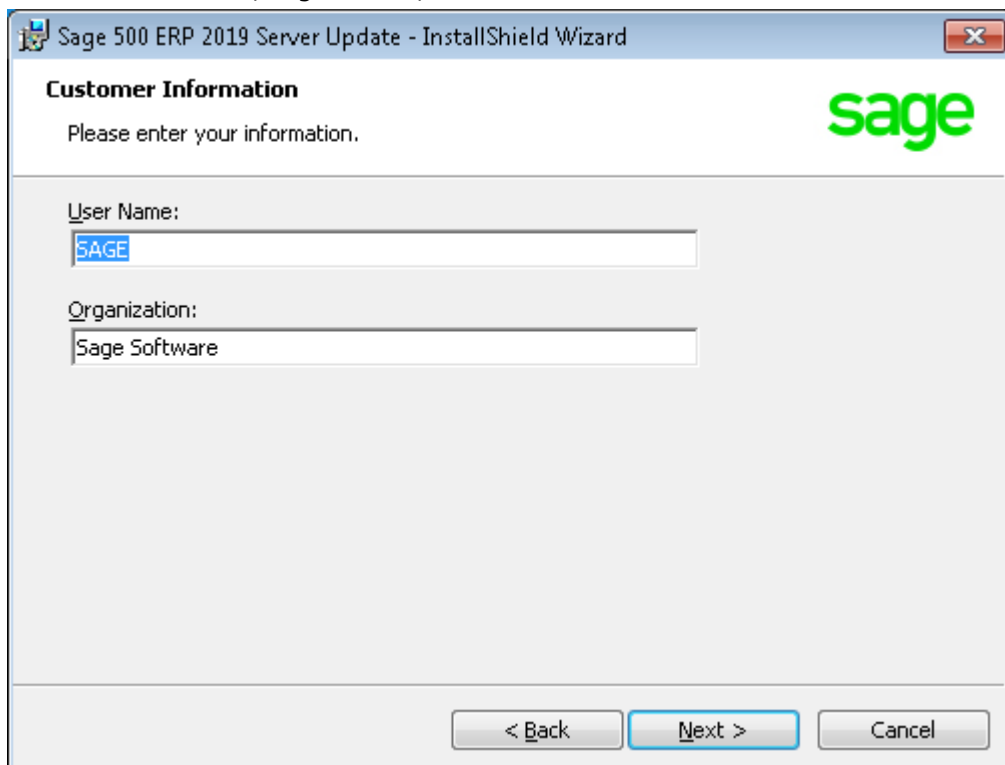 Sage 500 ERP 2019 Server Update - InstallShield Wizard
Customer Information
sage
Please enter your information.
User Name:
SAGE
Organization:
Sage Software
< Back
Next >
Cancel